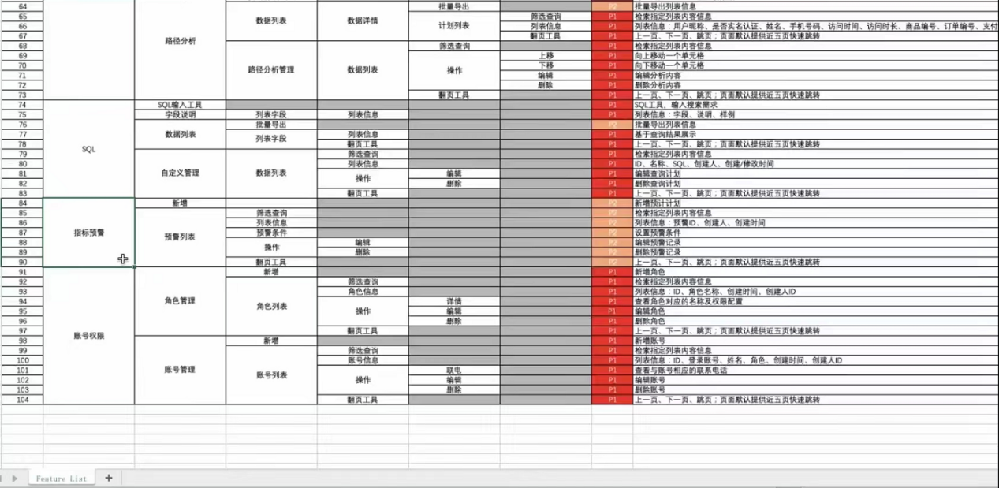 64 批量导出 P2 批量导出列表信息
65 路径分析 数据列表 数据详情 计划列表 筛选查询 P1 检索指定列表内容信息
66 列表信息 P1 列表信息：用户昵称、是否实名认证、姓名、手机号码、访问时间、访问时长、商品编号、订单编号、支付
67 翻页工具 P1 上一页、下一页、跳页；页面默认提供近五页快速跳转
68 路径分析管理 数据列表 筛选查询 P1 检索指定列表内容信息
69 操作 上移 P1 向上移动一个单元格
70 下移 P1 向下移动一个单元格
71 编辑 P1 编辑分析内容
72 删除 P1 删除分析内容
73 翻页工具 P1 上一页、下一页、跳页；页面默认提供近五页快速跳转
74 SQL SQL输入工具 P1 SQL工具，输入搜索需求
75 字段说明 列表字段 列表信息 P1 列表信息：字段、说明、样例
76 数据列表 批量导出 P2 批量导出列表信息
77 列表字段 列表信息 P1 基于查询结果展示
78 翻页工具 P1 上一页、下一页、跳页；页面默认提供近五页快速跳转
79 自定义管理 数据列表 筛选查询 P1 检索指定列表内容信息
80 列表信息 P1 ID、名称、SQL、创建人、创建/修改时间
81 操作 编辑 P1 编辑查询计划
82 删除 P1 删除查询计划
83 翻页工具 P1 上一页、下一页、跳页；页面默认提供近五页快速跳转
84 指标预警 新增 P2 新增预计计划
85 预警列表 筛选查询 P2 检索指定列表内容信息
86 列表信息 P2 列表信息：预警ID、创建人、创建时间
87 预警条件 P2 设置预警条件
88 操作 编辑 P2 编辑预警记录
89 删除 P2 删除预警记录
90 翻页工具 P2 上一页、下一页、跳页；页面默认提供近五页快速跳转
91 账号权限 角色管理 新增 P1 新增角色
92 角色列表 筛选查询 P1 检索指定列表内容信息
93 角色信息 P1 列表信息：ID、角色名称、创建时间、创建人ID
94 操作 详情 P1 查看角色对应的名称及权限配置
95 编辑 P1 编辑角色
96 删除 P1 删除角色
97 翻页工具 P1 上一页、下一页、跳页；页面默认提供近五页快速跳转
98 账号管理 新增 P1 新增账号
99 账号列表 筛选查询 P1 检索指定列表内容信息
100 账号信息 P1 列表信息：ID、登录账号、姓名、角色、创建时间、创建人ID
101 操作 联电 P1 查看与账号相应的联系电话
102 编辑 P1 编辑账号
103 删除 P1 删除账号
104 翻页工具 P1 上一页、下一页、跳页；页面默认提供近五页快速跳转
Feature List